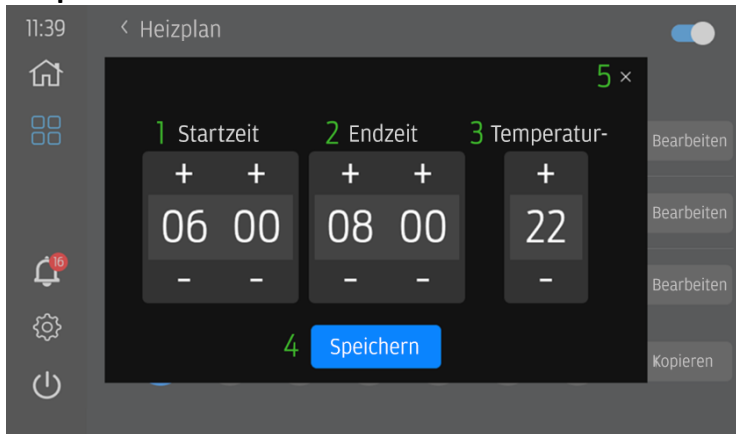 11:39
< Heizplan
5 ×
1 Startzeit
2 Endzeit
3 Temperatur-
Bearbeiten
+ + + + +
06 00
08 00
22
Bearbeiten
- - - - -
16
Bearbeiten
4 Speichern
Kopieren